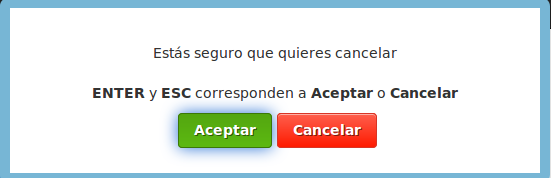 Estás seguro que quieres cancelar
ENTER y ESC corresponden a Aceptar o Cancelar
Aceptar Cancelar